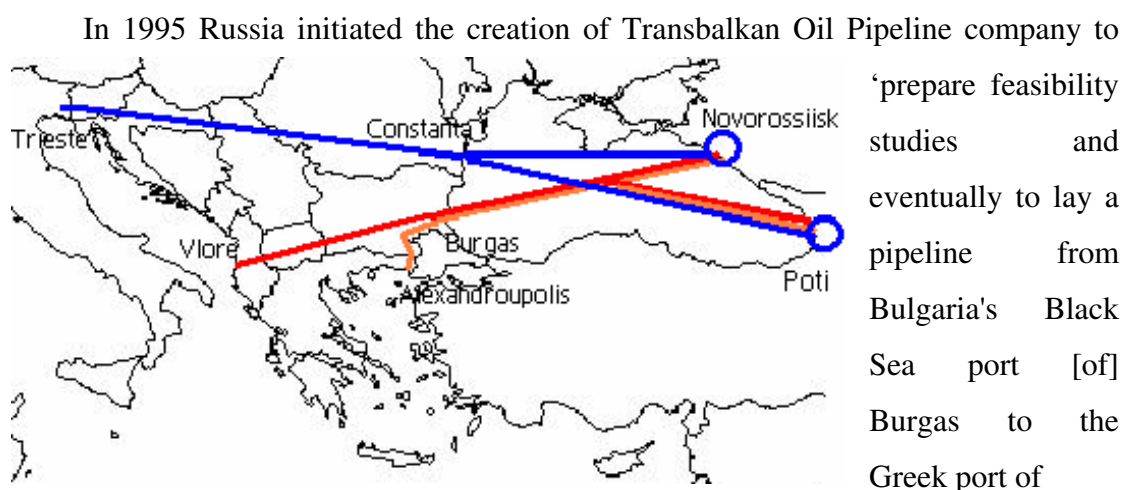 In 1995 Russia initiated the creation of Transbalkan Oil Pipeline company to
‘prepare feasibility
studies and
eventually to lay a
pipeline from
Bulgaria's Black
Sea port [of]
Burgas to the
Greek port of
Novorossiisk
Constanta
Trieste
Vlore
Burgas
Poti
Alexandroupolis